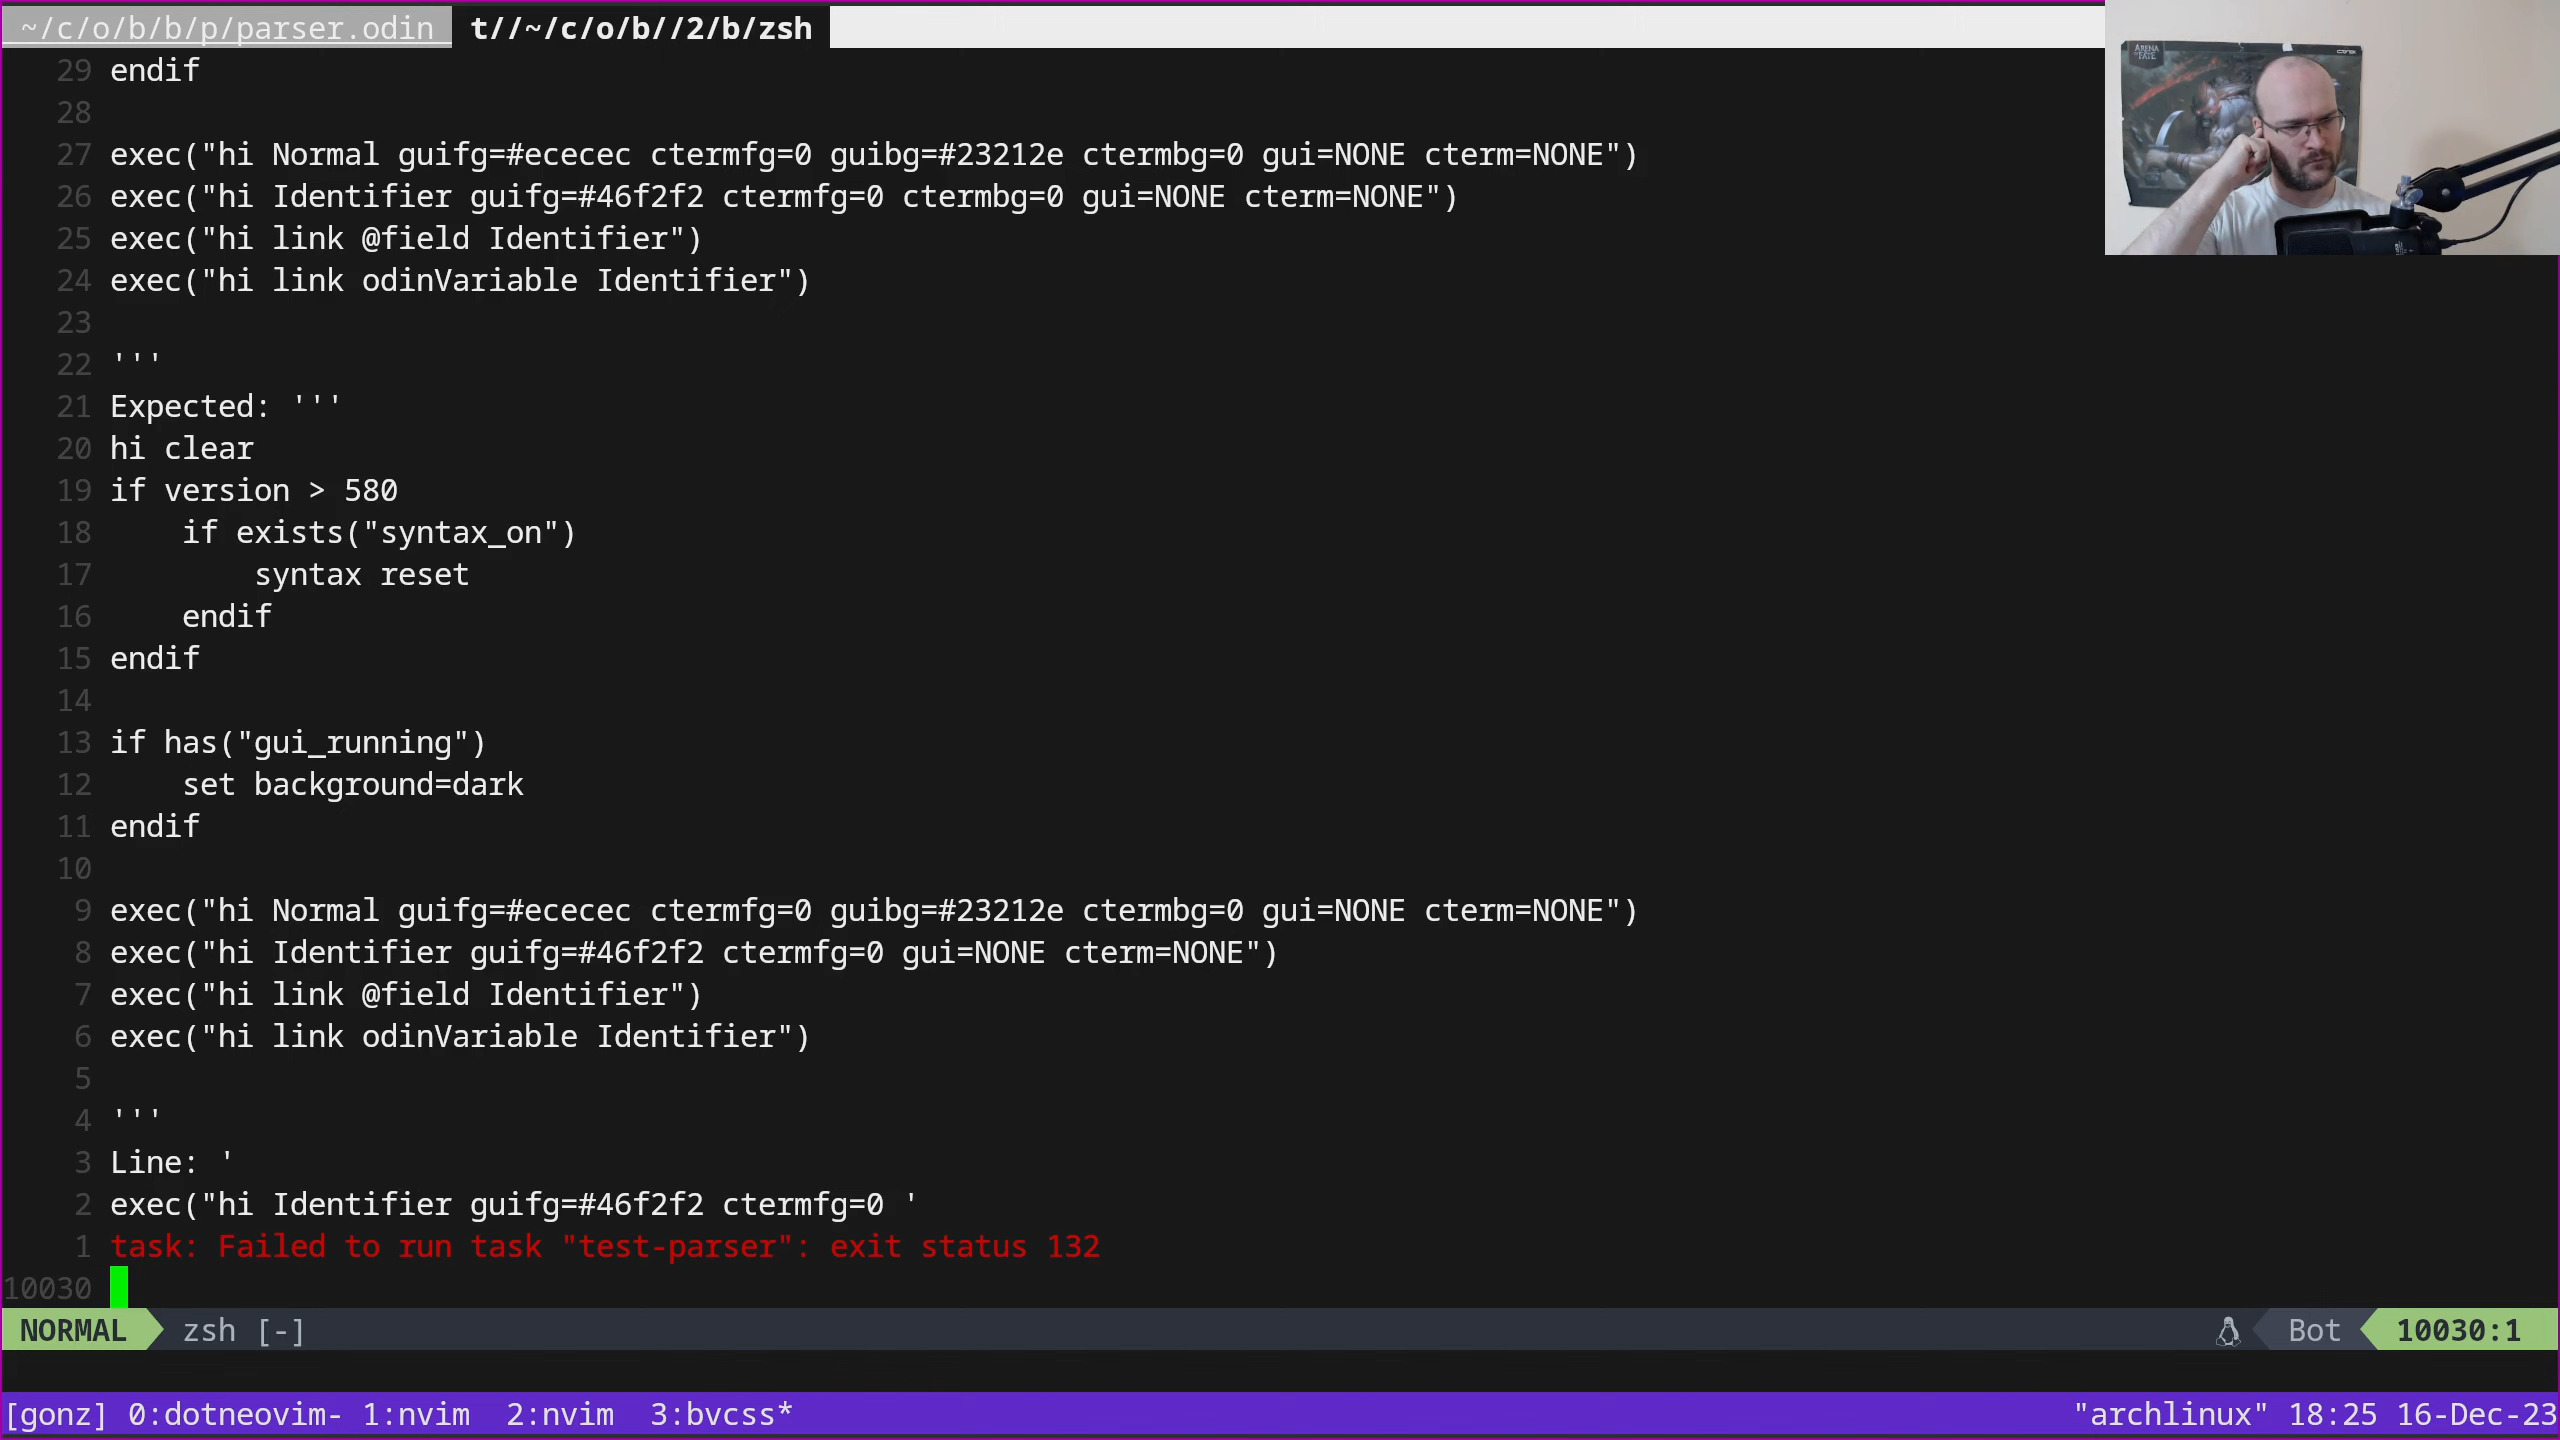 ~/c/o/b/b/p/parser.odin t//~/c/o/b//2/b/zsh
29 endif
28
27 exec("hi Normal guifg=#ececec ctermfg=0 guibg=#23212e ctermbg=0 gui=NONE cterm=NONE")
26 exec("hi Identifier guifg=#46f2f2 ctermfg=0 ctermbg=0 gui=NONE cterm=NONE")
25 exec("hi link @field Identifier")
24 exec("hi link odinVariable Identifier")
23
22 '''
21 Expected: '''
20 hi clear
19 if version > 580
18     if exists("syntax_on")
17         syntax reset
16     endif
15 endif
14
13 if has("gui_running")
12     set background=dark
11 endif
10
9 exec("hi Normal guifg=#ececec ctermfg=0 guibg=#23212e ctermbg=0 gui=NONE cterm=NONE")
8 exec("hi Identifier guifg=#46f2f2 ctermfg=0 gui=NONE cterm=NONE")
7 exec("hi link @field Identifier")
6 exec("hi link odinVariable Identifier")
5
4 '''
3 Line: '
2 exec("hi Identifier guifg=#46f2f2 ctermfg=0 '
1 task: Failed to run task "test-parser": exit status 132
10030
NORMAL zsh [-] Bot 10030:1
[gonz] 0:dotneovim- 1:nvim  2:nvim  3:bvcss* "archlinux" 18:25 16-Dec-23
ARENA
of FATE